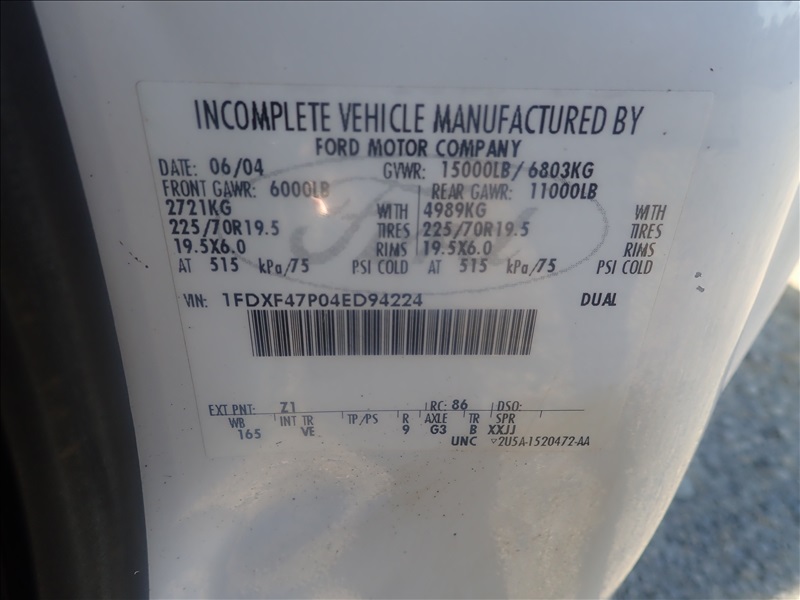 INCOMPLETE VEHICLE MANUFACTURED BY
FORD MOTOR COMPANY
DATE: 06/04 GVWR: 15000LB/6803KG
FRONT GAWR: 6000LB REAR GAWR: 11000LB
2721KG WITH 4989KG WITH
225/70R19.5 TIRES 225/70R19.5 TIRES
19.5X6.0 RIMS 19.5X6.0 RIMS
AT 515 kPa/75 PSI COLD AT 515 kPa/75 PSI COLD
VIN: 1FDXF47P04ED94224 DUAL
EXT PNT: Z1 RC: 86 DSO:
WB INT TR TP/PS R AXLE TR SPR
165 VE 9 G3 B XXJJ
UNC 2U5A-1520472-AA